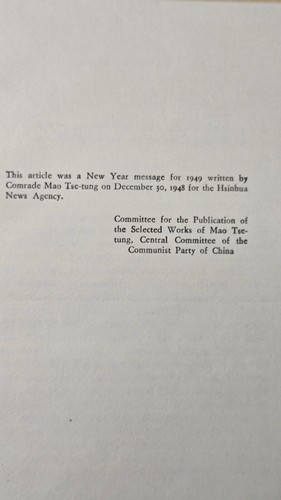 This article was a New Year message for 1949 written by
Comrade Mao Tse-tung on December 30, 1948 for the Hsinhua
News Agency.
Committee for the Publication of
the Selected Works of Mao Tse-
tung, Central Committee of the
Communist Party of China